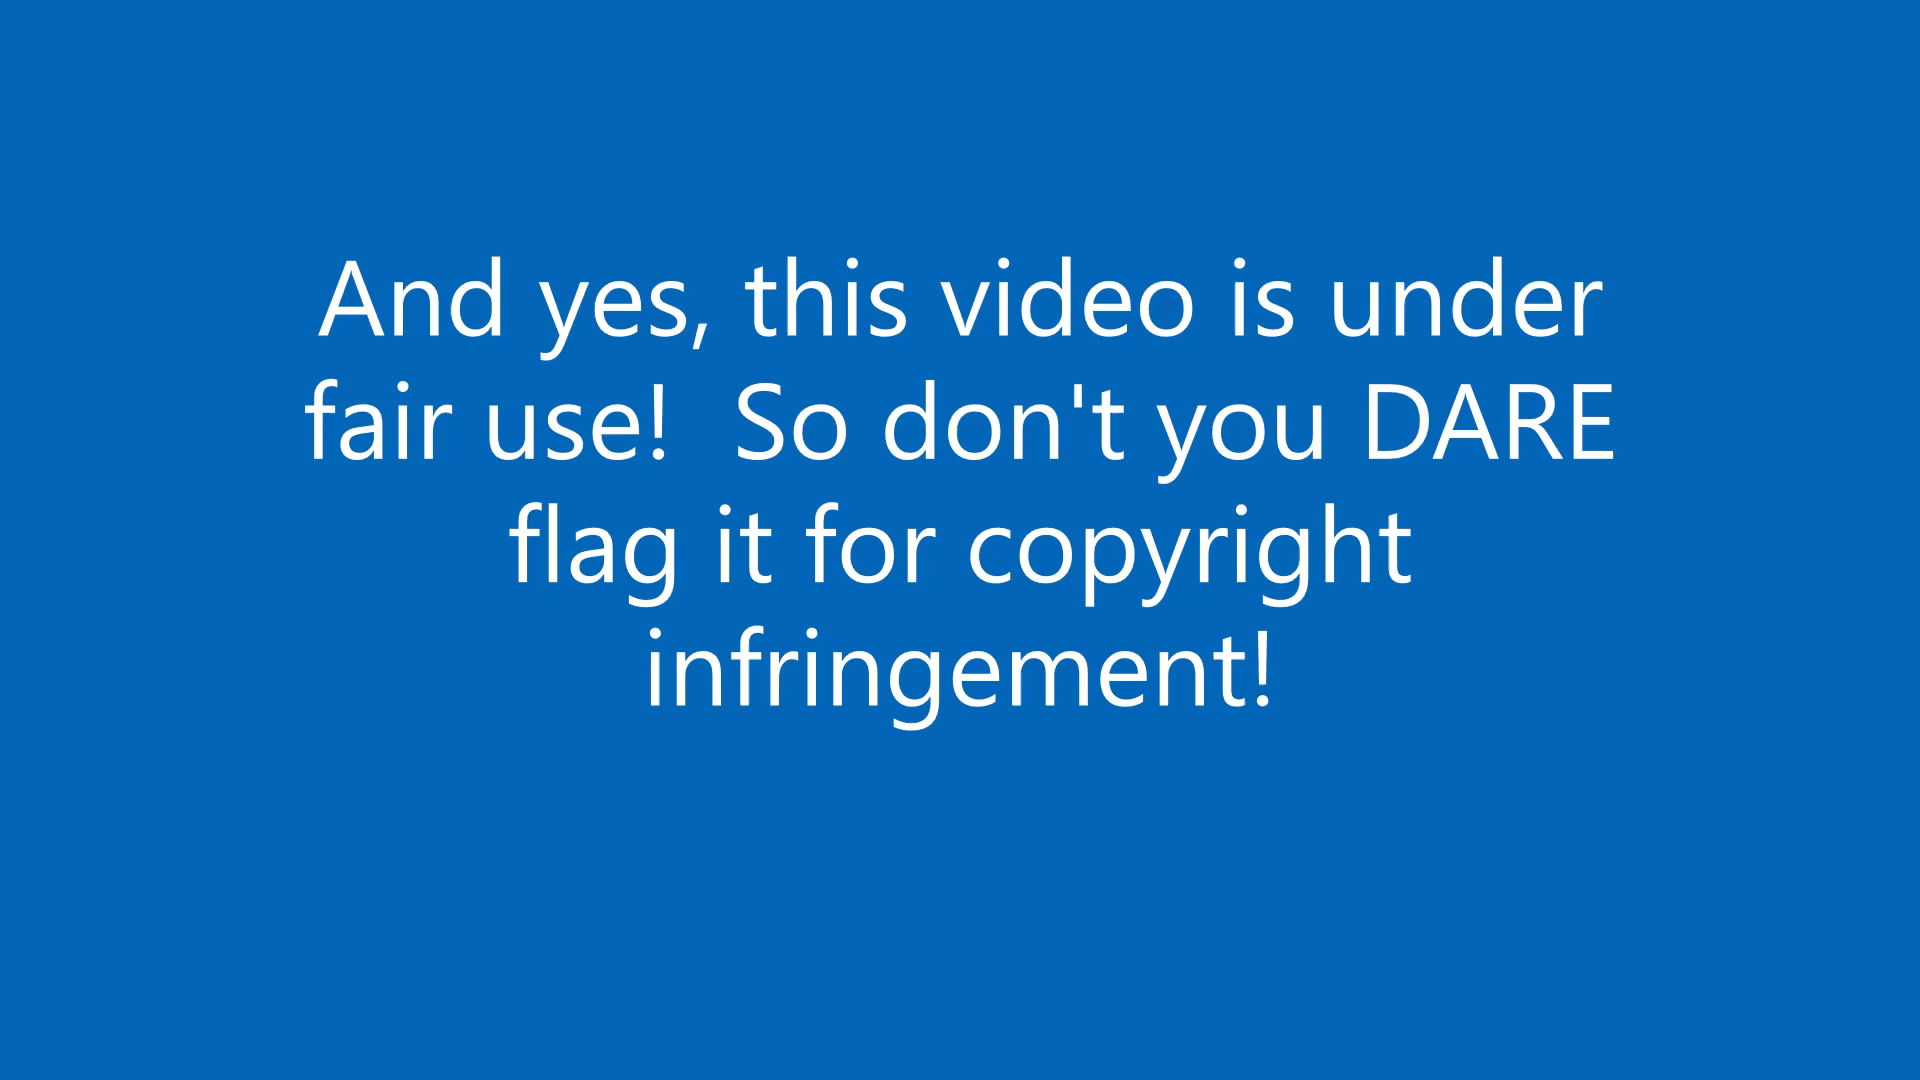 And yes, this video is under
fair use!  So don't you DARE
flag it for copyright
infringement!